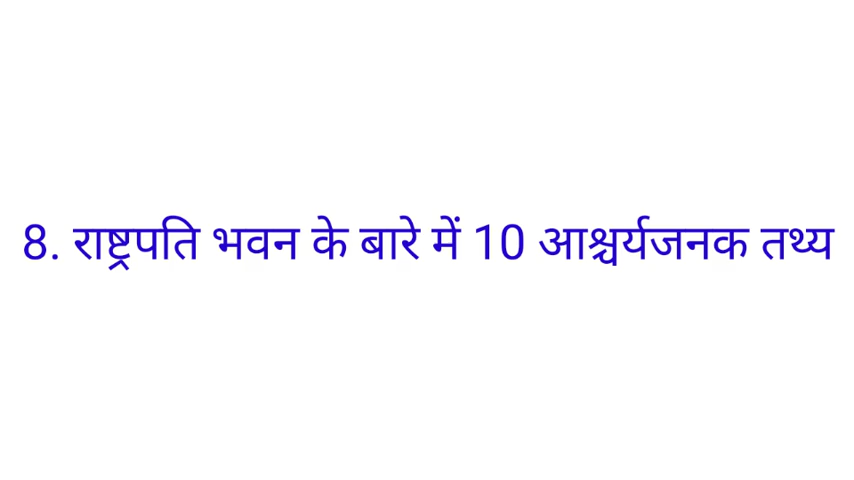 8. राष्ट्रपति भवन के बारे में 10 आश्चर्यजनक तथ्य